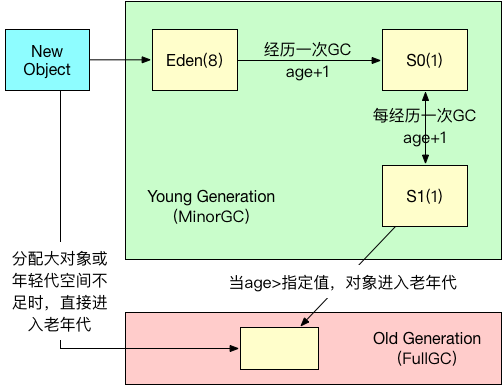 New
Object
Eden(8)
经历一次GC
age+1
S0(1)
每经历一次GC
age+1
S1(1)
Young Generation
(MinorGC)
分配大对象或
年轻代空间不
足时，直接进
入老年代
当age>指定值，对象进入老年代
Old Generation
(FullGC)